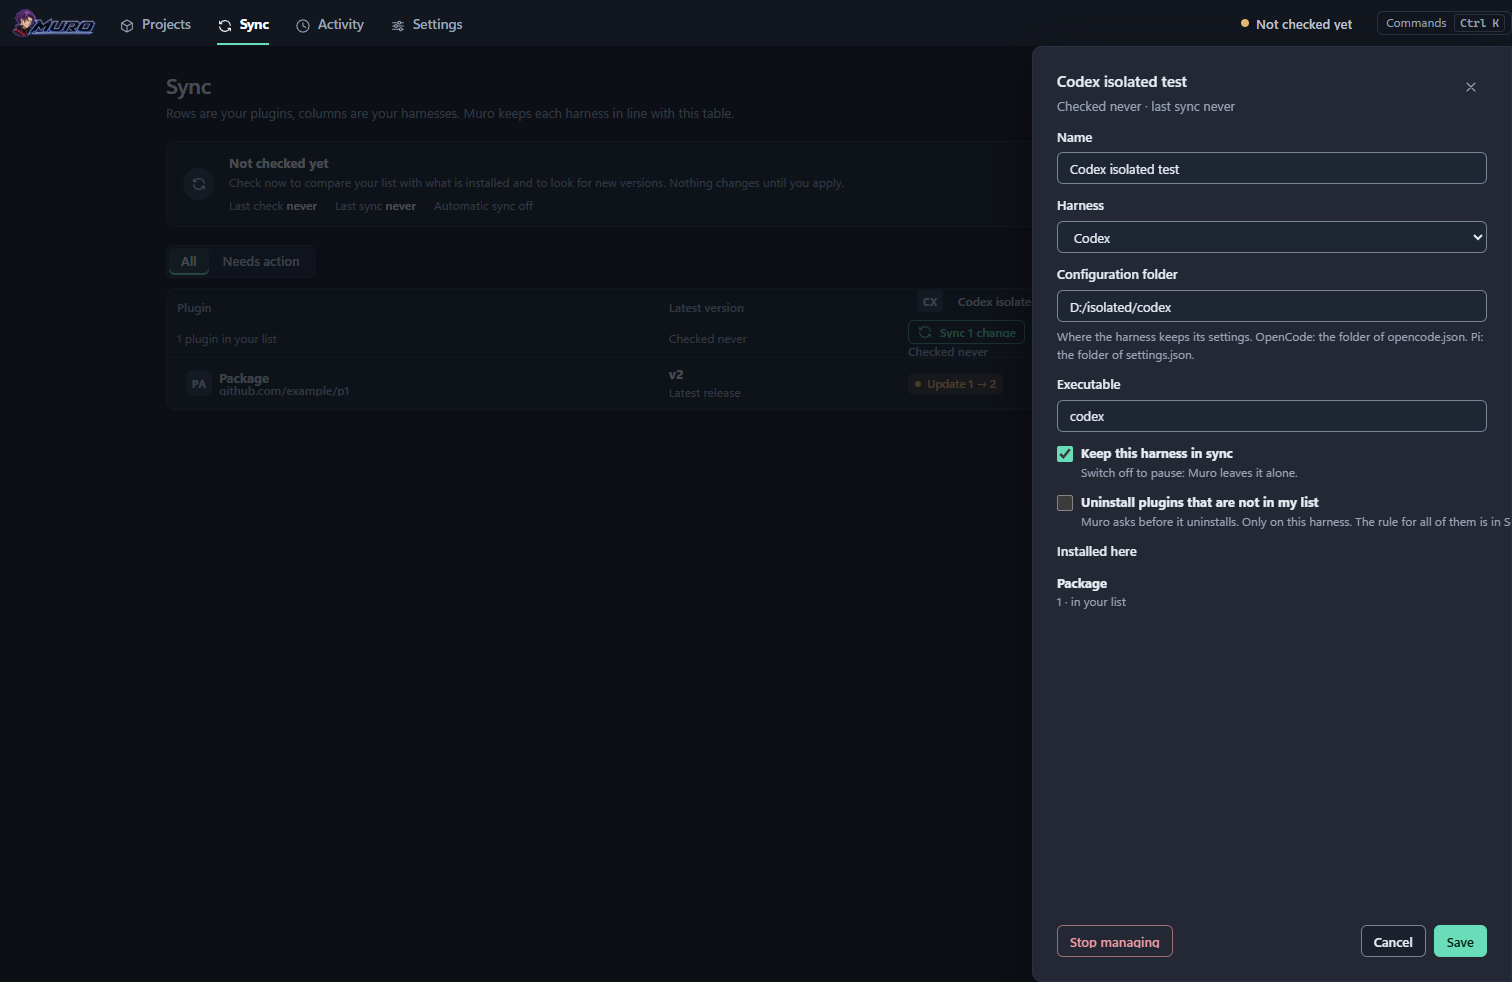 MURO
Projects
Sync
Activity
Settings
Not checked yet
Commands Ctrl K
Sync
Rows are your plugins, columns are your harnesses. Muro keeps each harness in line with this table.
Not checked yet
Check now to compare your list with what is installed and to look for new versions. Nothing changes until you apply.
Last check never Last sync never Automatic sync off
All Needs action
Plugin Latest version CX Codex isolate
1 plugin in your list Checked never Sync 1 change
Checked never
PA Package v2 Update 1 → 2
github.com/example/p1 Latest release
Codex isolated test
Checked never · last sync never
Name
Codex isolated test
Harness
Codex
Configuration folder
D:/isolated/codex
Where the harness keeps its settings. OpenCode: the folder of opencode.json. Pi:
the folder of settings.json.
Executable
codex
Keep this harness in sync
Switch off to pause: Muro leaves it alone.
Uninstall plugins that are not in my list
Muro asks before it uninstalls. Only on this harness. The rule for all of them is in S
Installed here
Package
1 · in your list
Stop managing
Cancel
Save